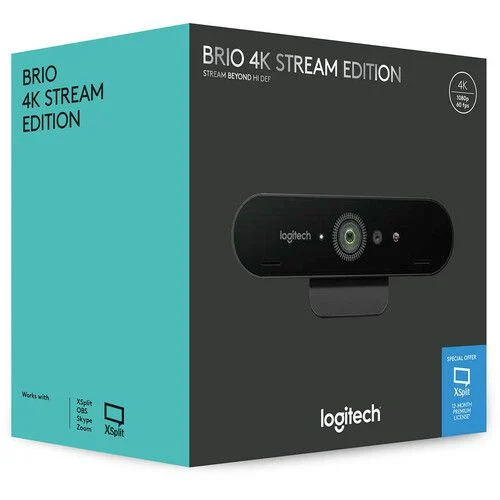 BRIO
4K STREAM
EDITION
Works with
XSplit
OBS
Skype
Zoom
XSplit
BRIO 4K STREAM EDITION
STREAM BEYOND HI DEF
4K
1080p
60 fps
logitech
logitech
SPECIAL OFFER
XSplit
12-MONTH
PREMIUM
LICENSE*